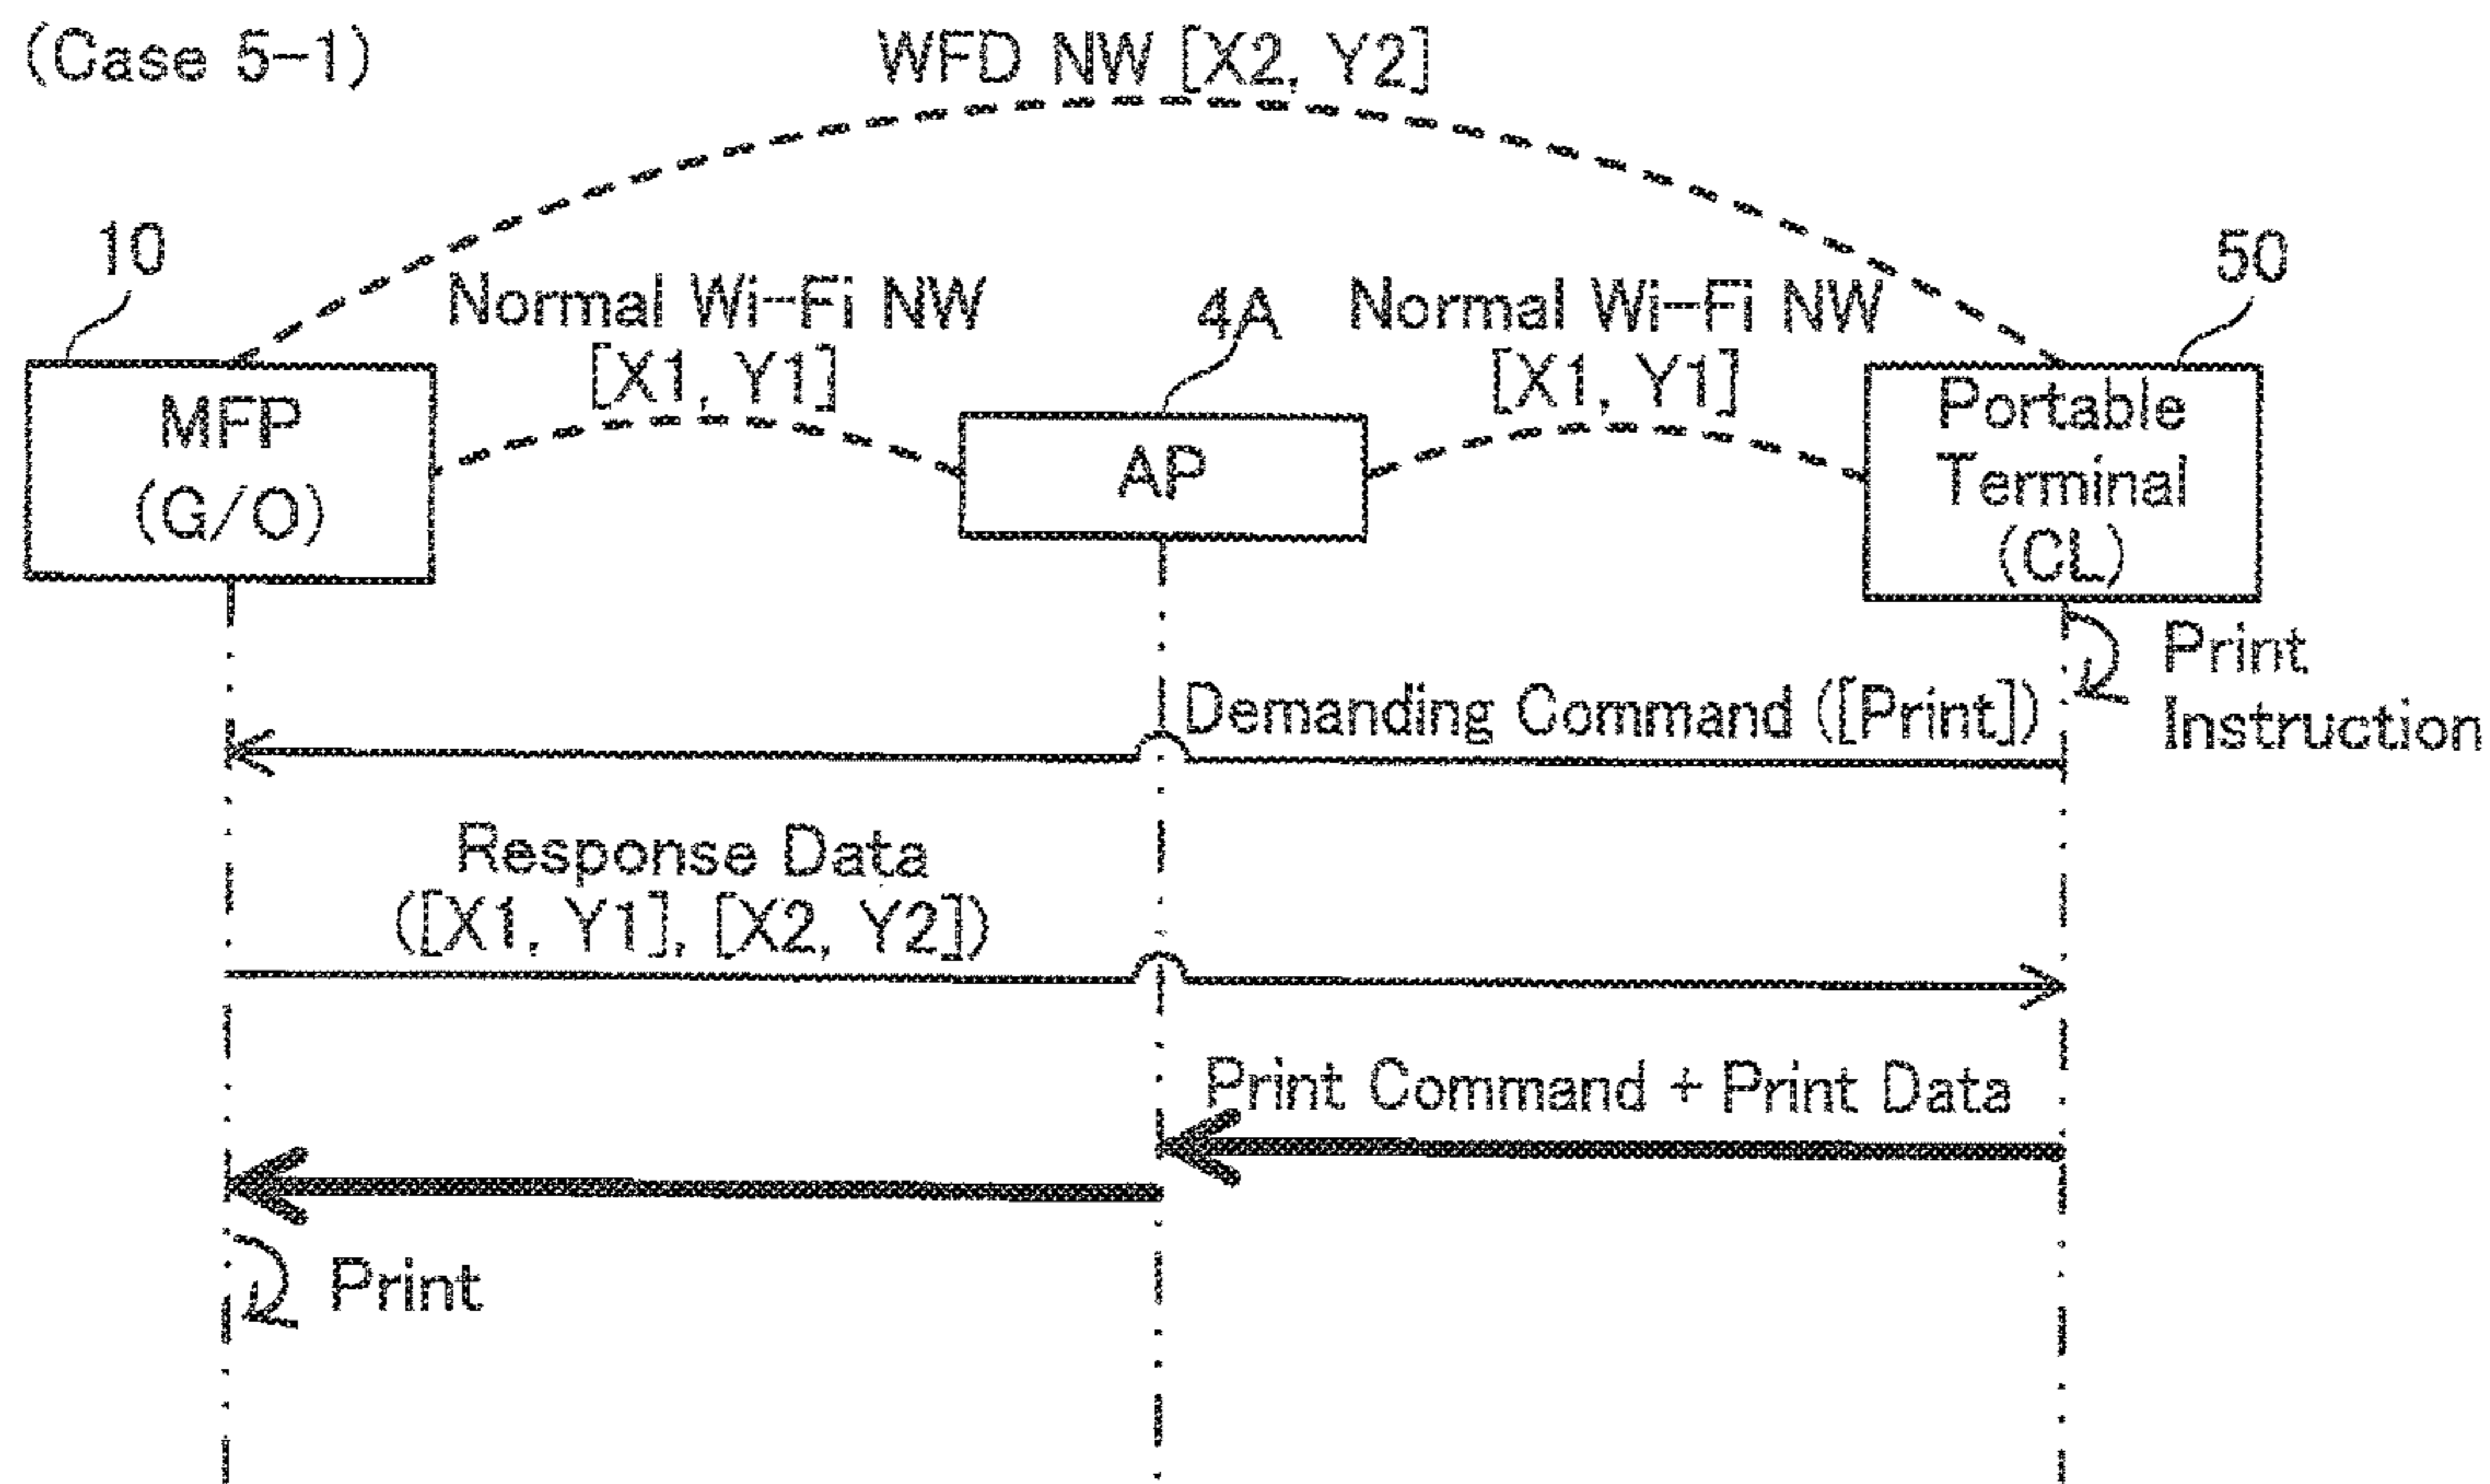 (Case 5-1)
WFD NW [X2, Y2]
10
Normal Wi-Fi NW
[X1, Y1]
4A
Normal Wi-Fi NW
[X1, Y1]
50
MFP
(G/O)
AP
Portable
Terminal
(CL)
Print
Instruction
Demanding Command ([Print])
Response Data
([X1, Y1], [X2, Y2])
Print Command + Print Data
Print